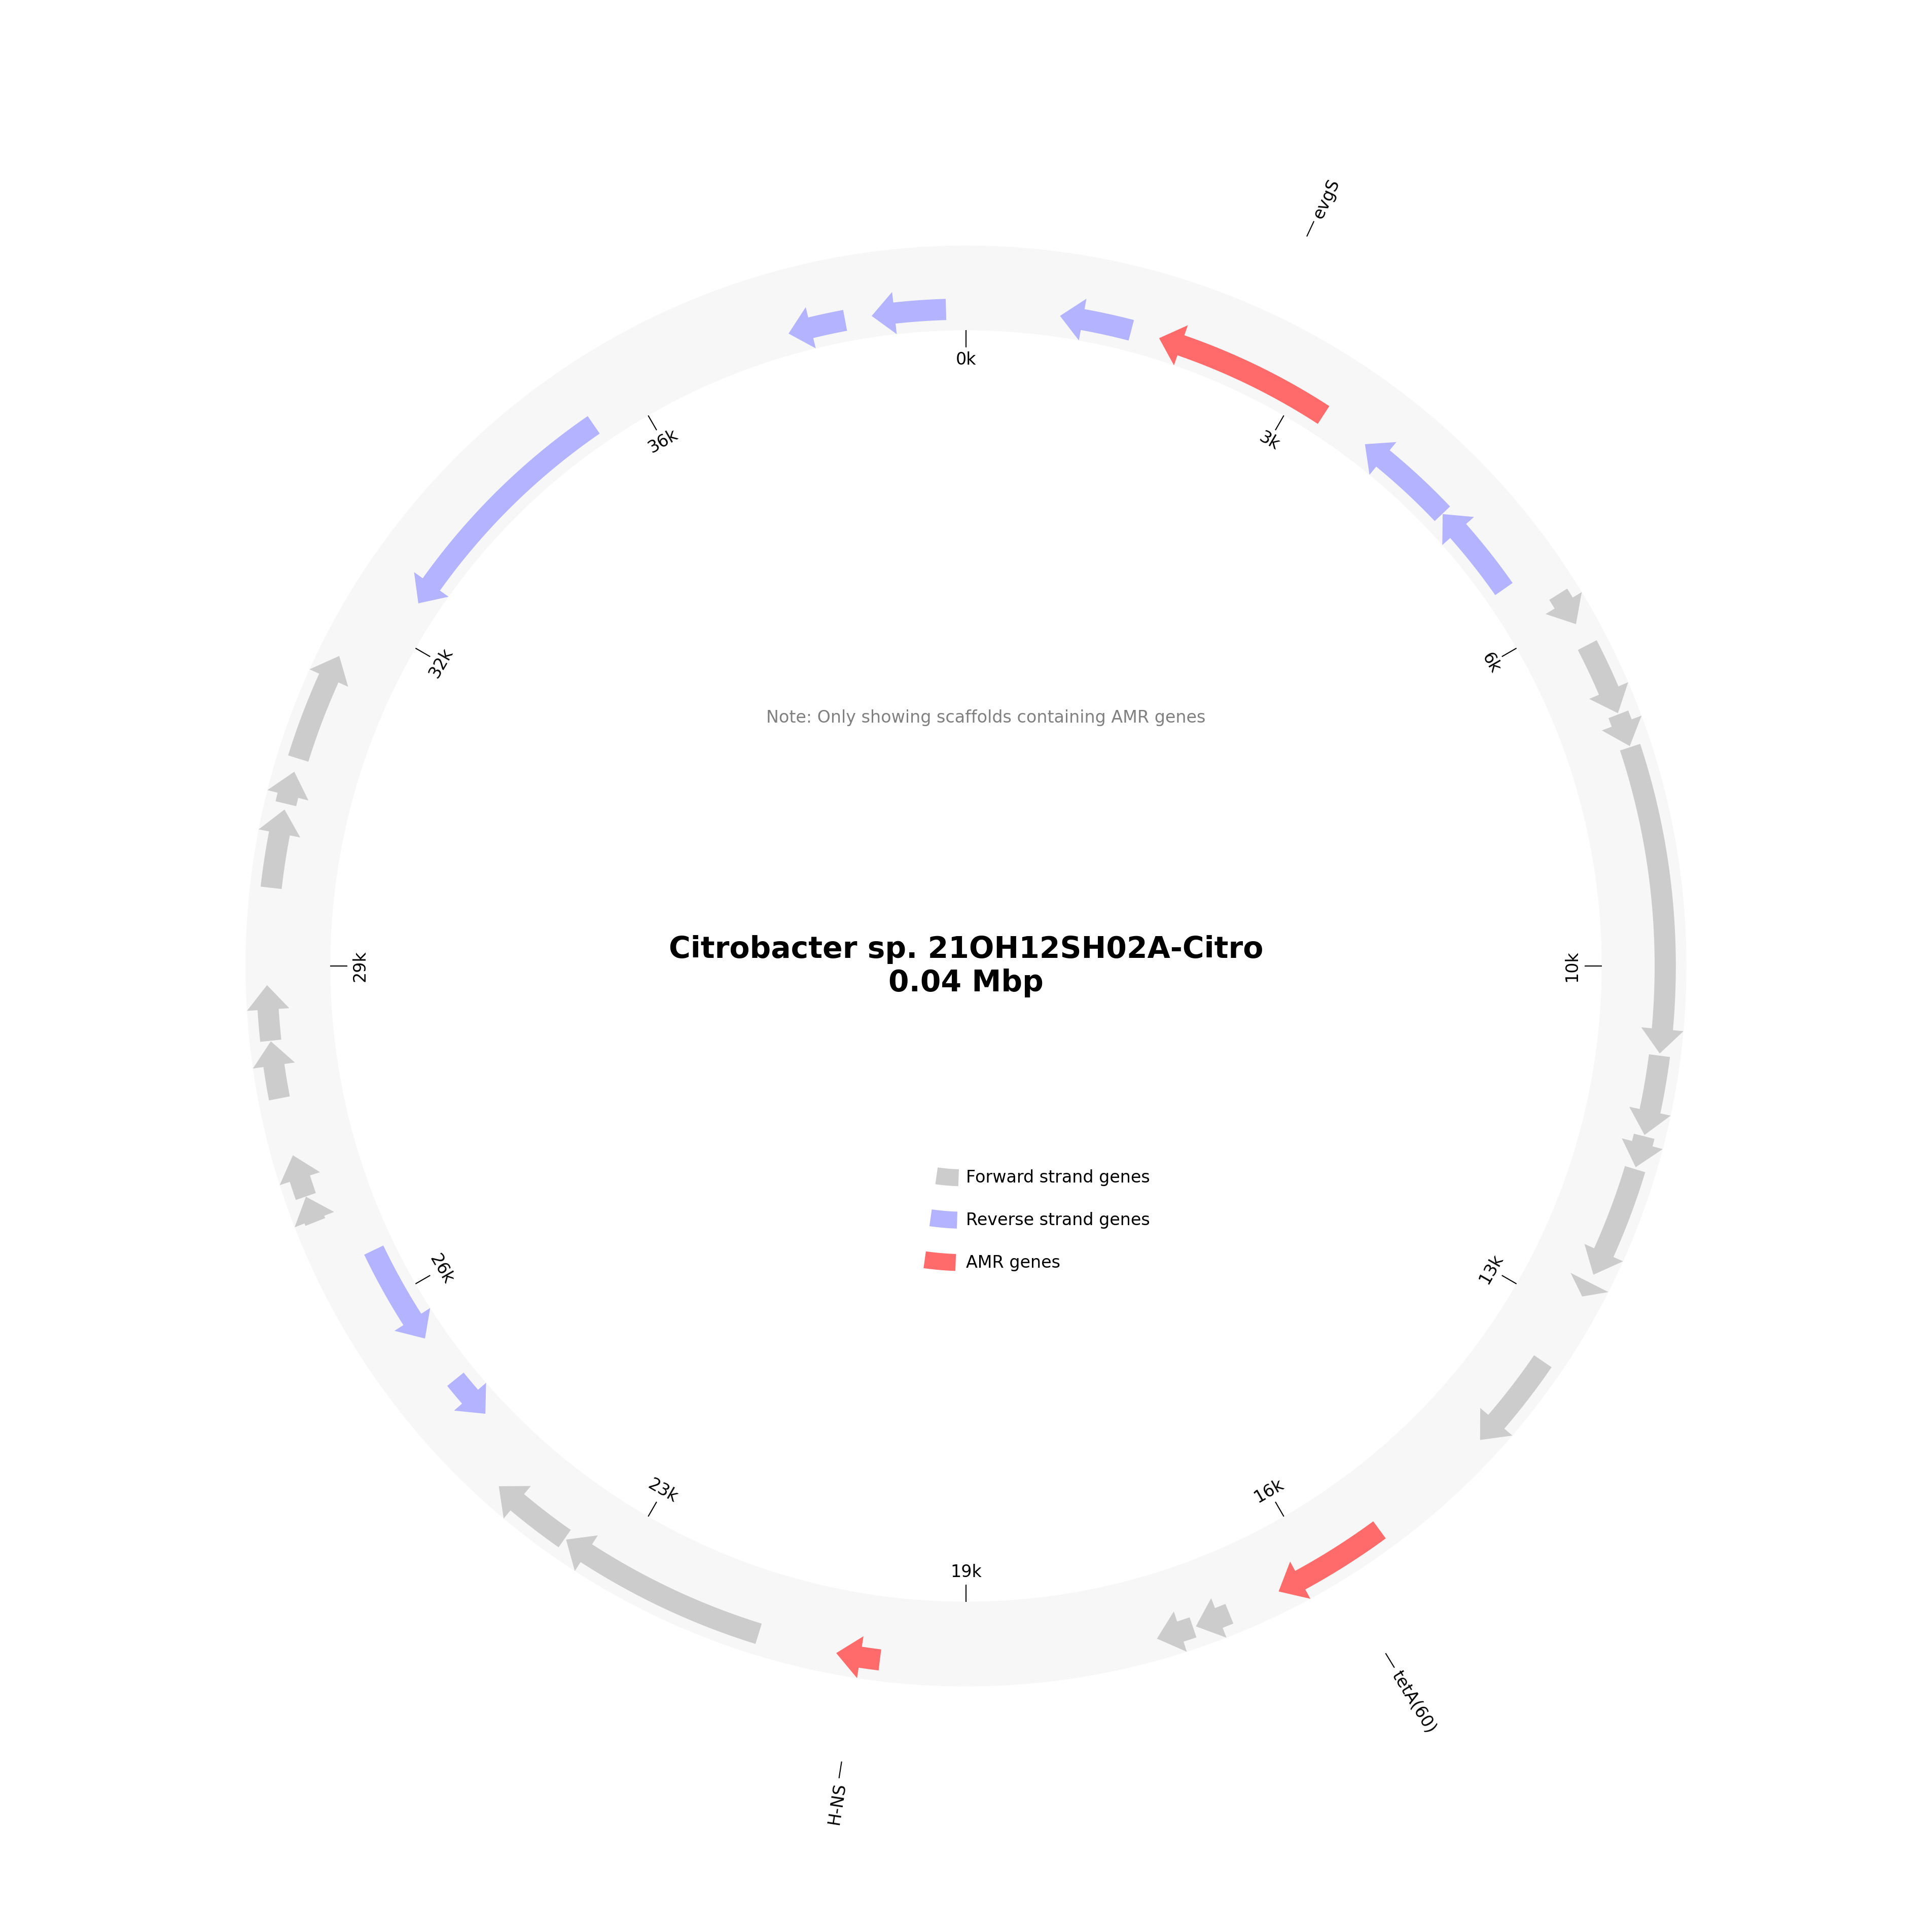 evgS
0k
36k
3k
32k
6k
Note: Only showing scaffolds containing AMR genes
Citrobacter sp. 21OH12SH02A-Citro
0.04 Mbp
29k
10k
Forward strand genes
Reverse strand genes
AMR genes
26k
13k
23k
16k
19k
tetA(60)
H-NS